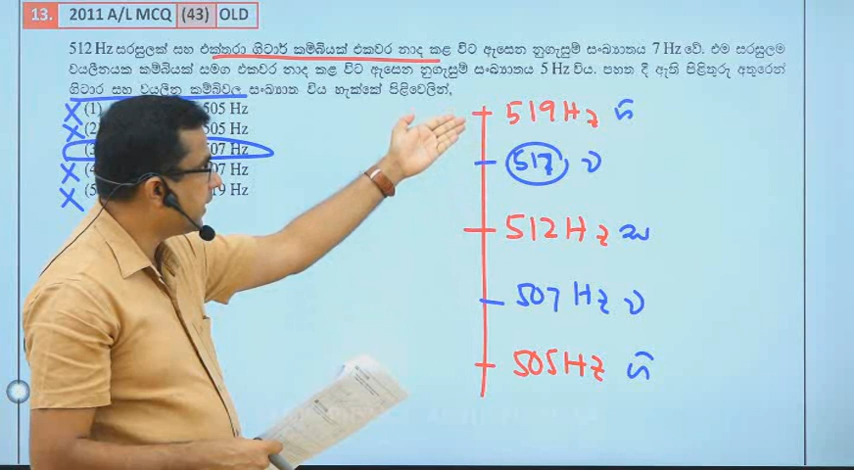 13. 2011 A/L MCQ (43) OLD
512 Hz සරසුලක් සහ එක්තරා ගිටාර් කම්බියක් එකවර නාද කළ විට ඇසෙන නුගැසුම් සංඛ්‍යාතය 7 Hz වේ. එම සරසුලම
වයලීනයක කම්බියක් සමග එකවර නාද කළ විට ඇසෙන නුගැසුම් සංඛ්‍යාතය 5 Hz විය. පහත දී ඇති පිළිතුරු අතුරෙන්
ගිටාර සහ වයලීන කම්බිවල සංඛ්‍යාත විය හැක්කේ පිළිවෙලින්,
(1) 505 Hz
(2) 505 Hz
(3 07 Hz
(4 07 Hz
(5 19 Hz
519 Hz ගි
517 ව
512 Hz ස
507 Hz ව
505 Hz ගි